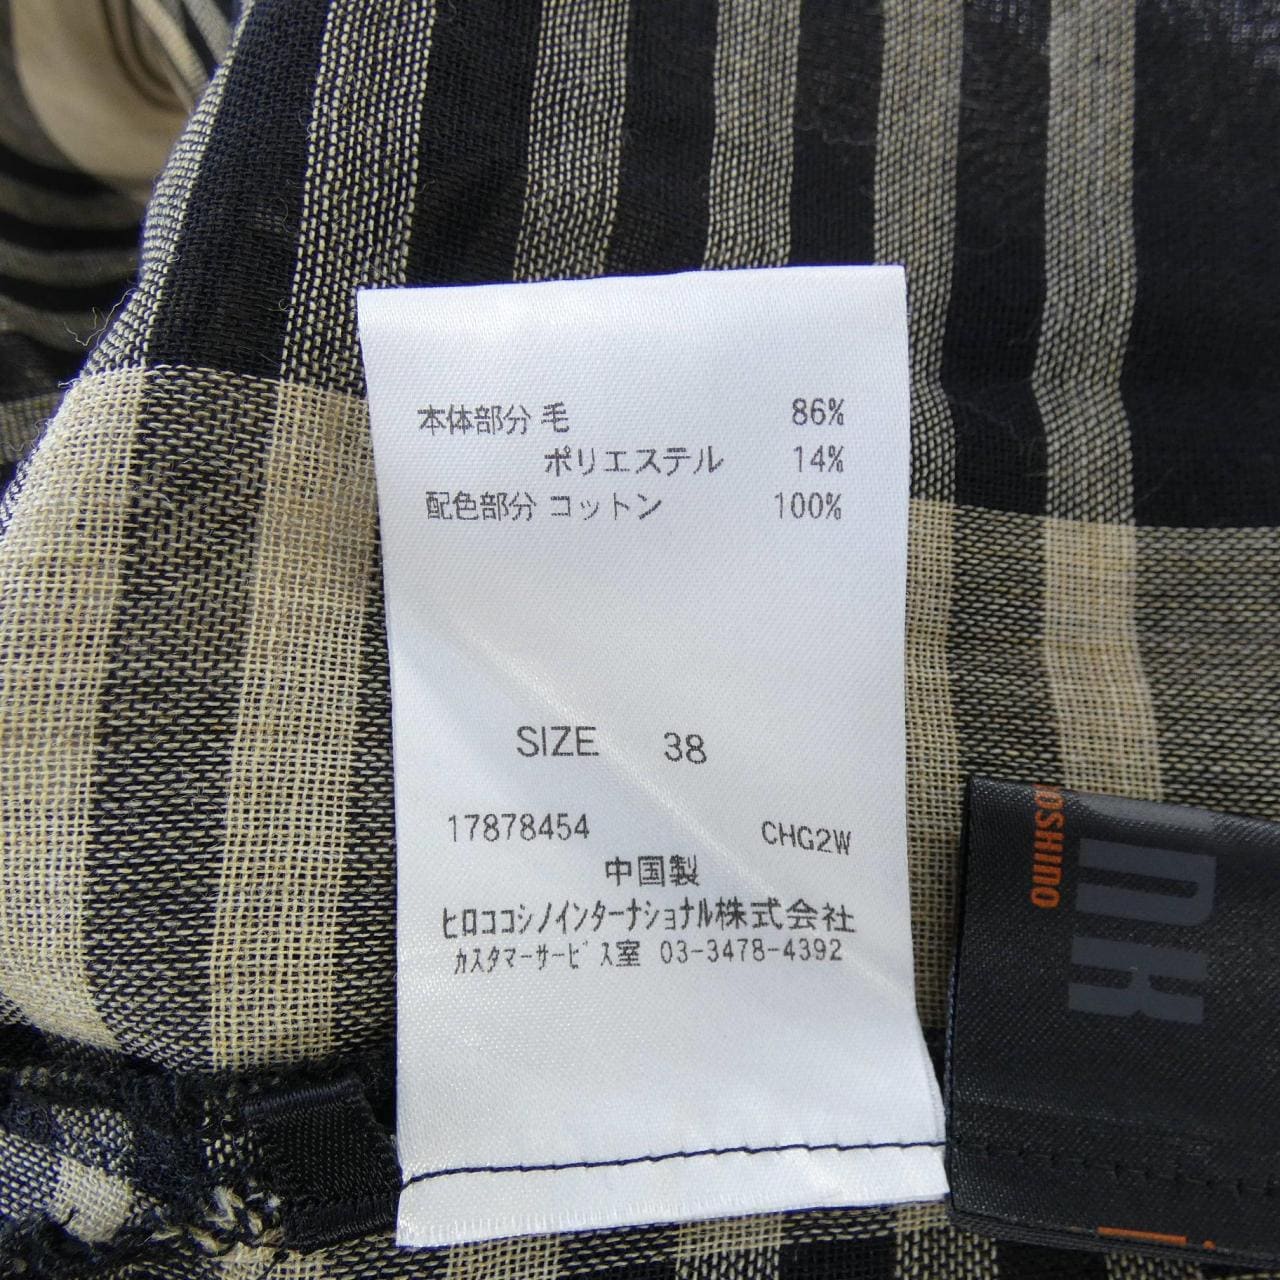 本体部分 毛 86%
ポリエステル 14%
配色部分 コットン 100%
SIZE 38
17878454 CHG2W
中国製
ヒロココシノインターナショナル株式会社
カスタマーサービス室 03-3478-4392
OSHINO